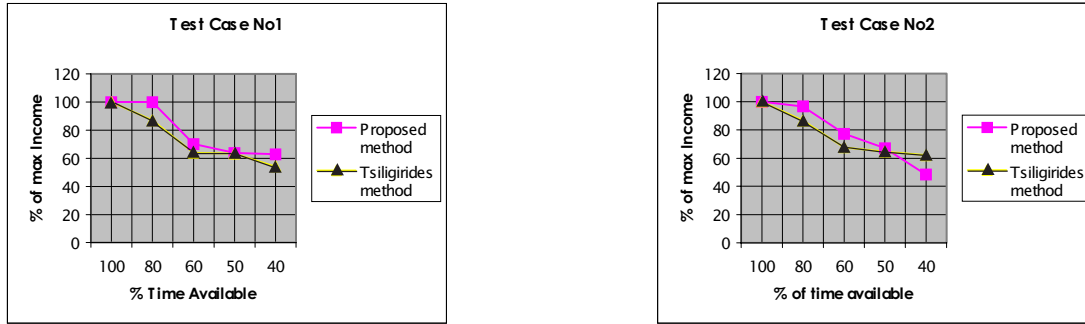 Test Case No1
120
100
80
60
40
20
0
% of max Income
100 80 60 50 40
% Time Available
Proposed
method
Tsiligirides
method
Test Case No2
120
100
80
60
40
20
0
% of max Income
100 80 60 50 40
% of time available
Proposed
method
Tsiligirides
method